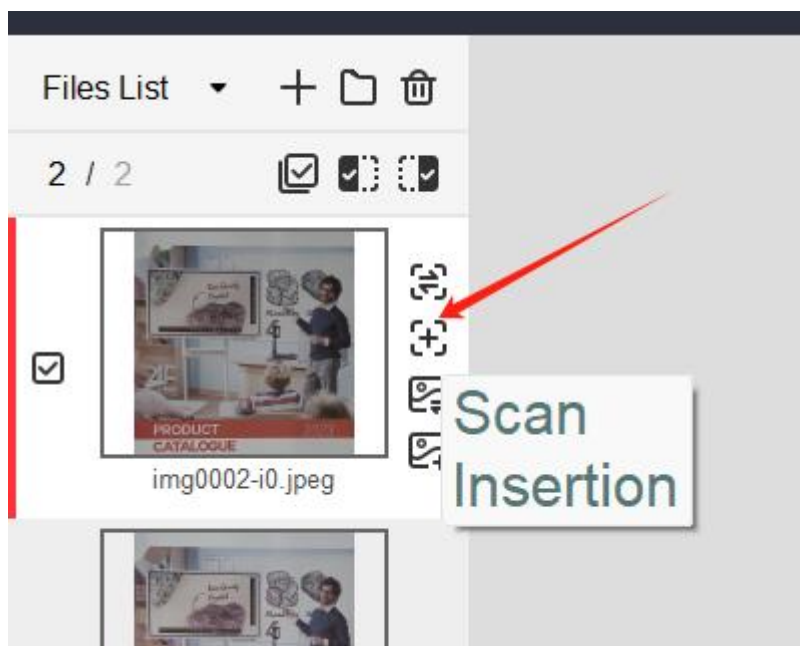 Files List
2 / 2
PRODUCT
CATALOGUE
img0002-i0.jpeg
Scan
Insertion